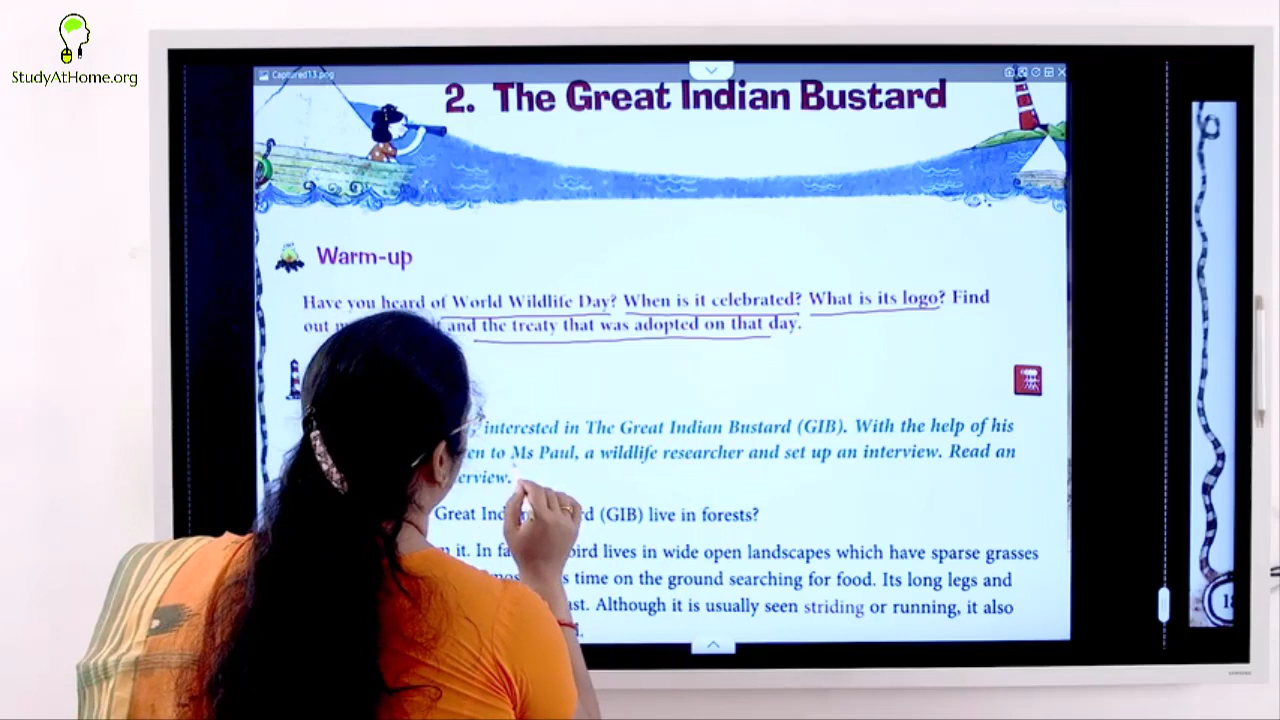 StudyAtHome.org
Captured13.png
2. The Great Indian Bustard
Warm-up
Have you heard of World Wildlife Day? When is it celebrated? What is its logo? Find
out and the treaty that was adopted on that day.
interested in The Great Indian Bustard (GIB). With the help of his
to Ms Paul, a wildlife researcher and set up an interview. Read an
Great (GIB) live in forests?
it. In lives in wide open landscapes which have sparse grasses
time on the ground searching for food. Its long legs and
Although it is usually seen striding or running, it also
SAMSUNG